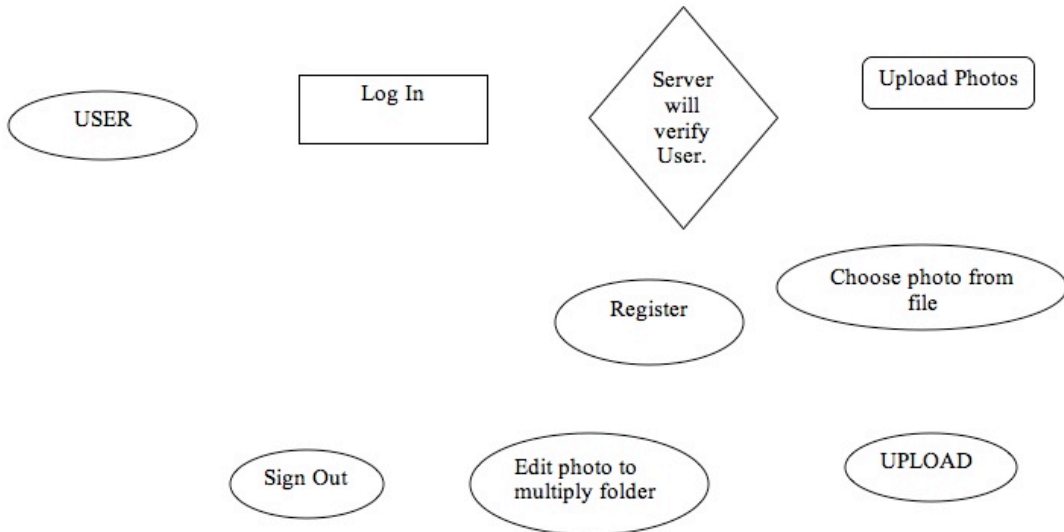 USER
Log In
Server
will
verify
User.
Upload Photos
Register
Choose photo from
file
Sign Out
Edit photo to
multiply folder
UPLOAD